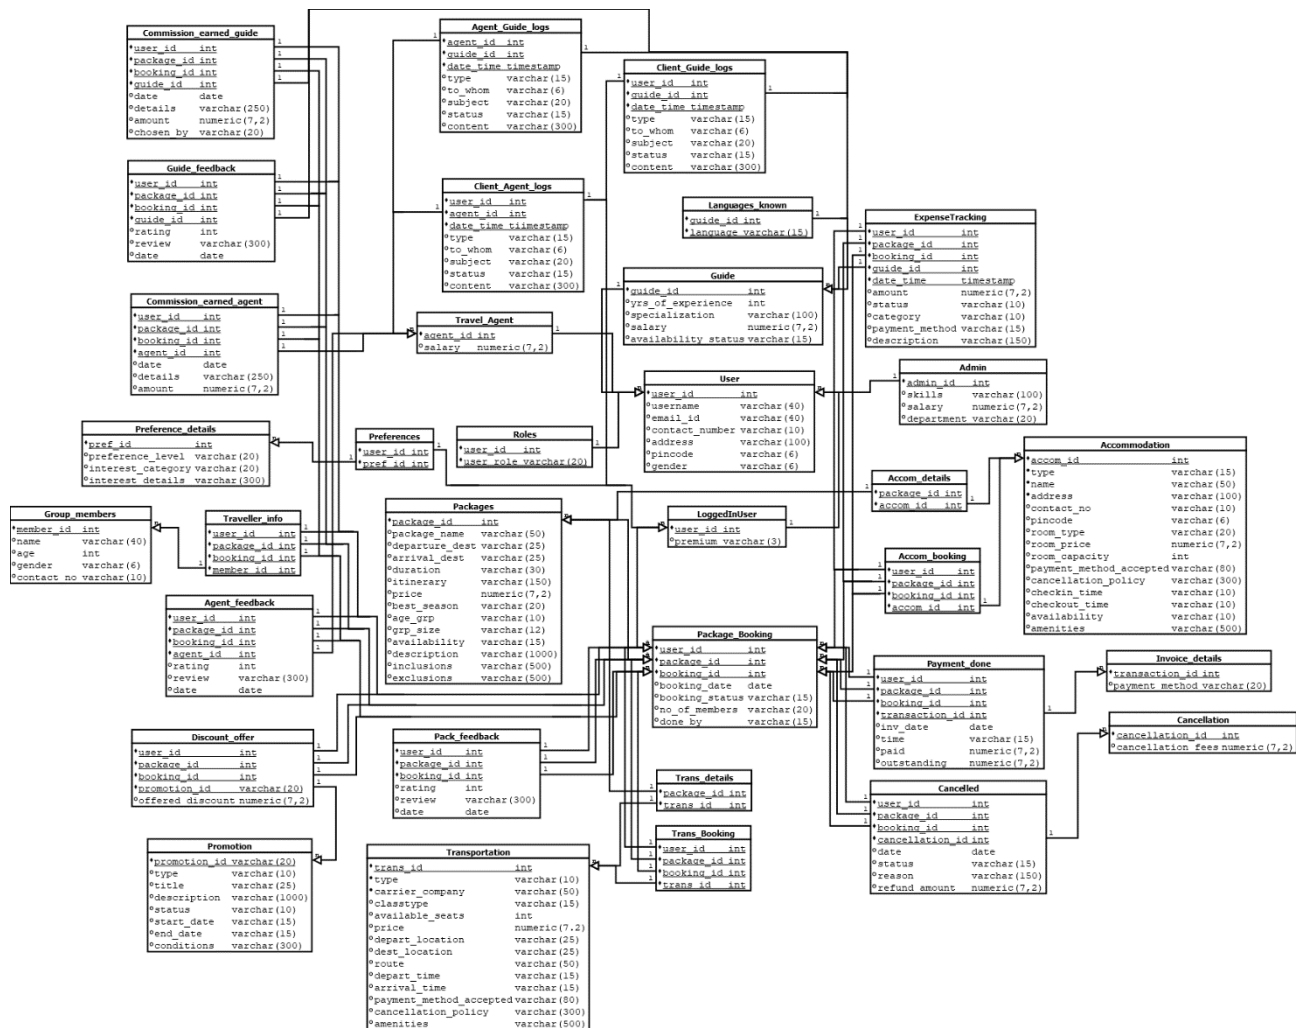 Commission_earned_guide
user_id int
package_id int
booking_id int
guide_id int
date date
details varchar(250)
amount numeric(7,2)
chosen_by varchar(20)
Agent_Guide_logs
agent_id int
guide_id int
date_time timestamp
type varchar(15)
to_whom varchar(6)
subject varchar(20)
status varchar(15)
content varchar(300)
Client_Guide_logs
user_id int
guide_id int
date_time timestamp
type varchar(15)
to_whom varchar(6)
subject varchar(20)
status varchar(15)
content varchar(300)
Guide_feedback
user_id int
package_id int
booking_id int
guide_id int
rating int
review varchar(300)
date date
Client_Agent_logs
user_id int
agent_id int
date_time tiimestamp
type varchar(15)
to_whom varchar(6)
subject varchar(20)
status varchar(15)
content varchar(300)
Languages_known
guide_id int
language varchar(15)
ExpenseTracking
user_id int
package_id int
booking_id int
guide_id int
date_time timestamp
amount numeric(7,2)
status varchar(10)
category varchar(10)
payment_method varchar(15)
description varchar(150)
Guide
guide_id int
yrs_of_experience int
specialization varchar(100)
salary numeric(7,2)
availability_status varchar(15)
Commission_earned_agent
user_id int
package_id int
booking_id int
agent_id int
date date
details varchar(250)
amount numeric(7,2)
Travel_Agent
agent_id int
salary numeric(7,2)
User
user_id int
username varchar(40)
email_id varchar(40)
contact_number varchar(10)
address varchar(100)
pincode varchar(6)
gender varchar(6)
Admin
admin_id int
skills varchar(100)
salary numeric(7,2)
department varchar(20)
Preference_details
pref_id int
preference_level varchar(20)
interest_category varchar(20)
interest_details varchar(300)
Preferences
user_id int
pref_id int
Roles
user_id int
user_role varchar(20)
Accommodation
accom_id int
type varchar(15)
name varchar(50)
address varchar(100)
contact_no varchar(10)
pincode varchar(6)
room_type varchar(20)
room_price numeric(7,2)
room_capacity int
payment_method_accepted varchar(80)
cancellation_policy varchar(300)
checkin_time varchar(10)
checkout_time varchar(10)
availability varchar(10)
amenities varchar(500)
Accom_details
package_id int
accom_id int
Group_members
member_id int
name varchar(40)
age int
gender varchar(6)
contact_no varchar(10)
Traveller_info
user_id int
package_id int
booking_id int
member_id int
Packages
package_id int
package_name varchar(50)
departure_dest varchar(25)
arrival_dest varchar(25)
duration varchar(30)
itinerary varchar(150)
price numeric(7,2)
best_season varchar(20)
age_grp varchar(10)
grp_size varchar(12)
availability varchar(15)
description varchar(1000)
inclusions varchar(500)
exclusions varchar(500)
LoggedInUser
user_id int
premium varchar(3)
Accom_booking
user_id int
package_id int
booking_id int
accom_id int
Agent_feedback
user_id int
package_id int
booking_id int
agent_id int
rating int
review varchar(300)
date date
Package_Booking
user_id int
package_id int
booking_id int
booking_date date
booking_status varchar(15)
no_of_members varchar(20)
done_by varchar(15)
Payment_done
user_id int
package_id int
booking_id int
transaction_id int
inv_date date
time varchar(15)
paid numeric(7,2)
outstanding numeric(7,2)
Invoice_details
transaction_id int
payment_method varchar(20)
Discount_offer
user_id int
package_id int
booking_id int
promotion_id varchar(20)
offered_discount numeric(7,2)
Pack_feedback
user_id int
package_id int
booking_id int
rating int
review varchar(300)
date date
Cancellation
cancellation_id int
cancellation_fees numeric(7,2)
Trans_details
package_id int
trans_id int
Cancelled
user_id int
package_id int
booking_id int
cancellation_id int
date date
status varchar(15)
reason varchar(150)
refund_amount numeric(7,2)
Trans_Booking
user_id int
package_id int
booking_id int
trans_id int
Promotion
promotion_id varchar(20)
type varchar(10)
title varchar(25)
description varchar(1000)
status varchar(10)
start_date varchar(15)
end_date varchar(15)
conditions varchar(300)
Transportation
trans_id int
type varchar(10)
carrier_company varchar(50)
classtype varchar(15)
available_seats int
price numeric(7.2)
depart_location varchar(25)
dest_location varchar(25)
route varchar(50)
depart_time varchar(15)
arrival_time varchar(15)
payment_method_accepted varchar(80)
cancellation_policy varchar(300)
amenities varchar(500)